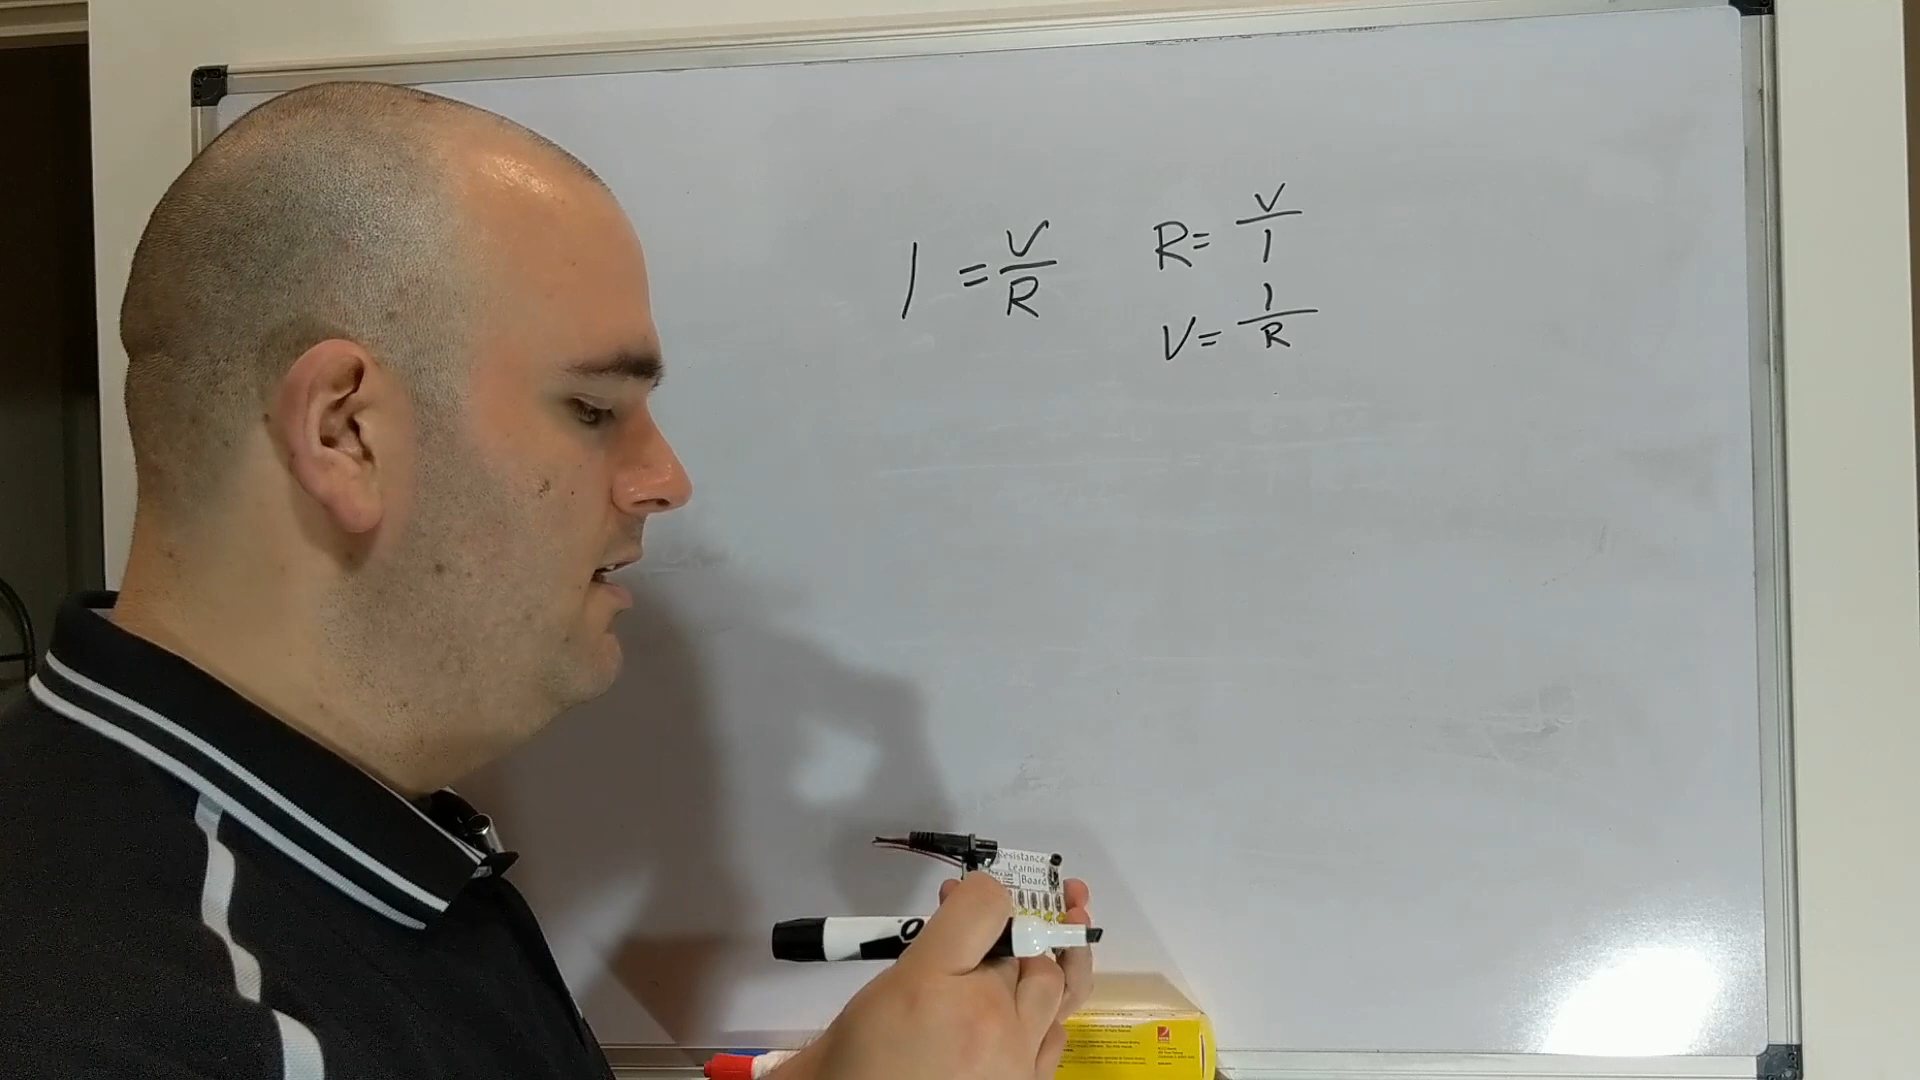 I = V/R
R = V/I
V = I/R
Resistance
Learning
Board